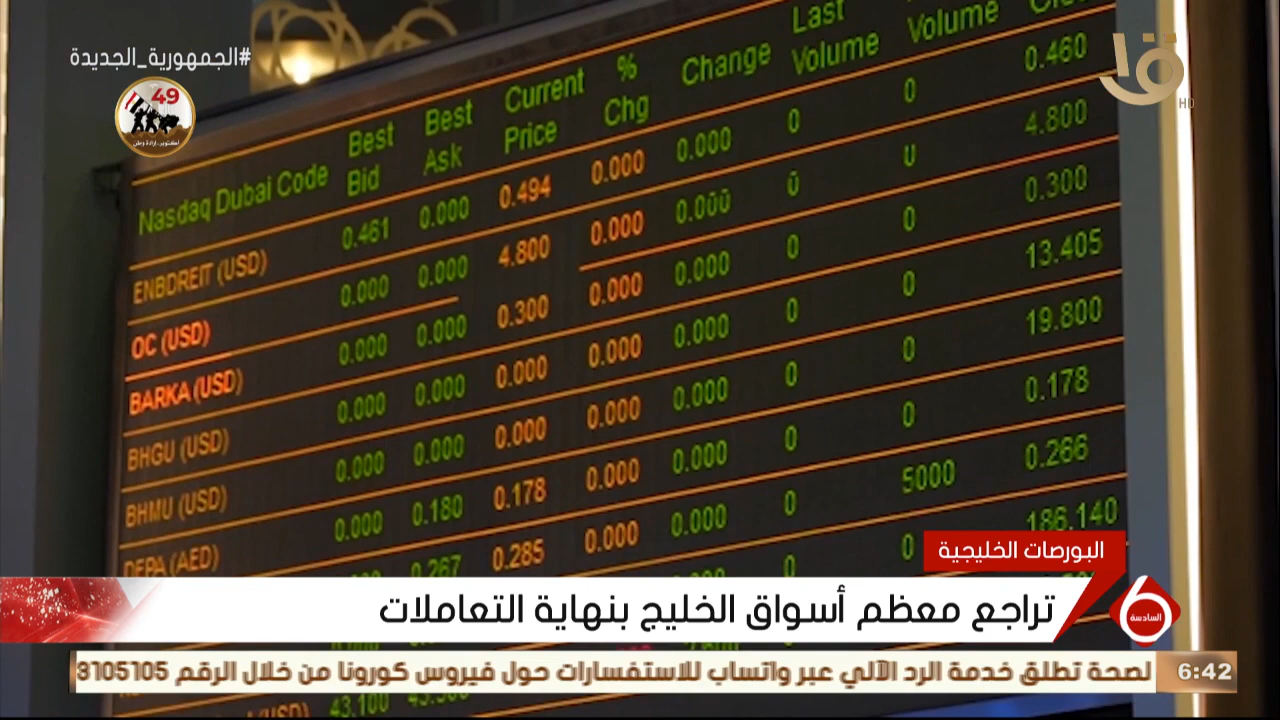 #الجمهورية_الجديدة
49
HD
Nasdaq Dubai Code Best Bid Best Ask Current Price % Chg Change Last Volume Volume
ENBDREIT (USD) 0.461 0.000 0.494 0.000 0.000 0 0 0.460
OC (USD) 0.000 0.000 4.800 0.000 0.000 0 0 4.800
BARKA (USD) 0.000 0.000 0.300 0.000 0.000 0 0 0.300
BHGU (USD) 0.000 0.000 0.000 0.000 0.000 0 0 13.405
BHMU (USD) 0.000 0.000 0.000 0.000 0.000 0 0 19.800
DEPA (AED) 0.000 0.180 0.178 0.000 0.000 0 0 0.178
0.267 0.285 0.000 0.000 0 5000 0.266
0 0 186.140
43.100
البورصات الخليجية
تراجع معظم أسواق الخليج بنهاية التعاملات
السادسة
لصحة تطلق خدمة الرد الآلي عبر واتساب للاستفسارات حول فيروس كورونا من خلال الرقم 3105105
6:42